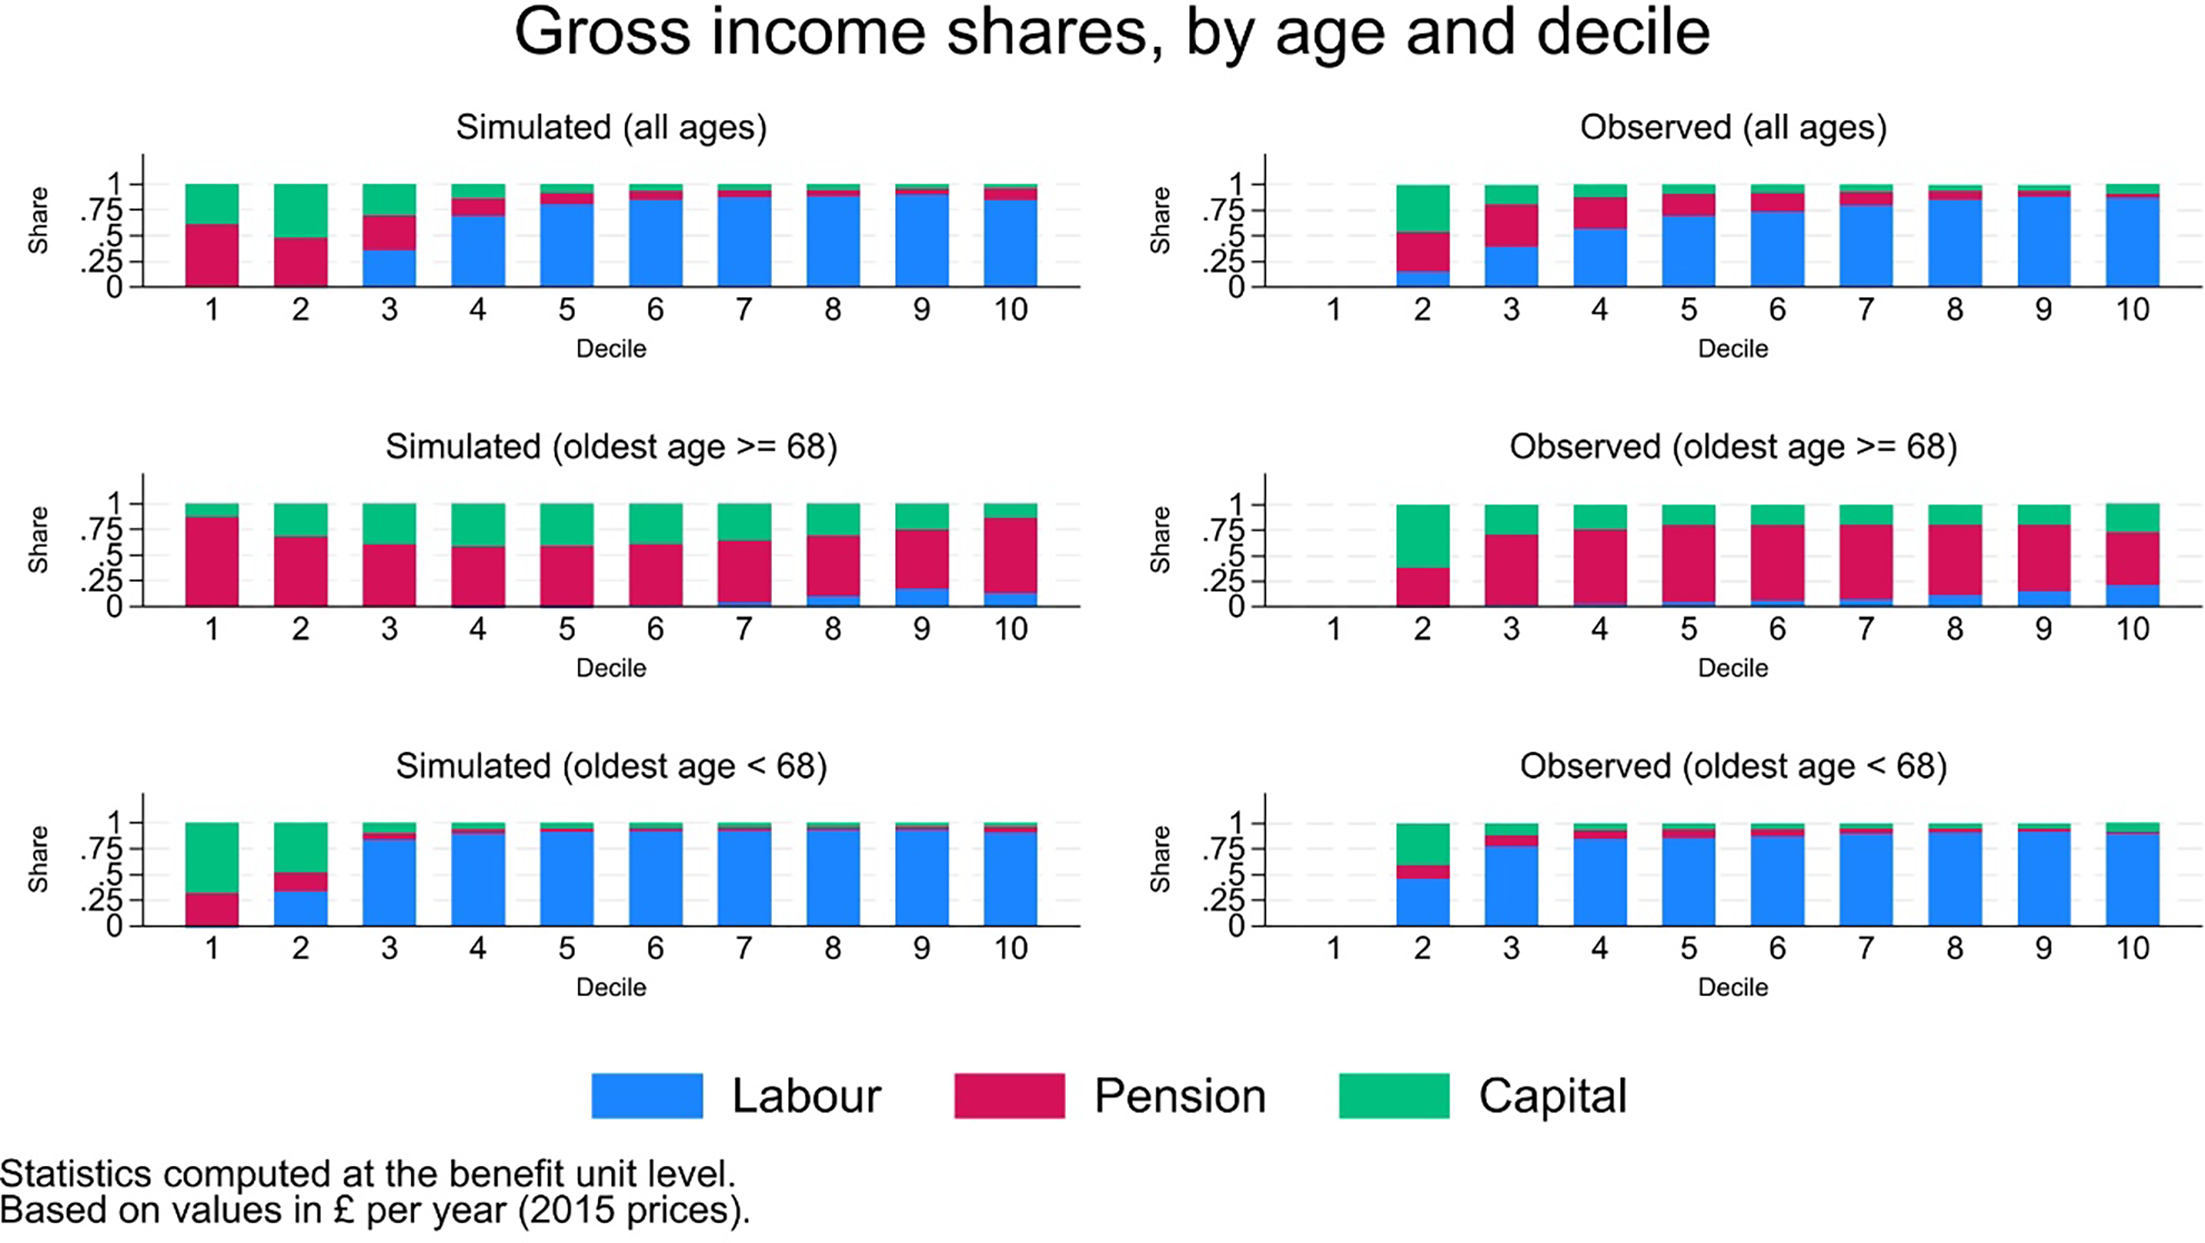 Gross income shares, by age and decile
Simulated (all ages)
Share
1
.75
.5
.25
0
1 2 3 4 5 6 7 8 9 10
Decile
Observed (all ages)
Share
1
.75
.5
.25
0
1 2 3 4 5 6 7 8 9 10
Decile
Simulated (oldest age >= 68)
Share
1
.75
.5
.25
0
1 2 3 4 5 6 7 8 9 10
Decile
Observed (oldest age >= 68)
Share
1
.75
.5
.25
0
1 2 3 4 5 6 7 8 9 10
Decile
Simulated (oldest age < 68)
Share
1
.75
.5
.25
0
1 2 3 4 5 6 7 8 9 10
Decile
Observed (oldest age < 68)
Share
1
.75
.5
.25
0
1 2 3 4 5 6 7 8 9 10
Decile
Labour Pension Capital
Statistics computed at the benefit unit level.
Based on values in £ per year (2015 prices).